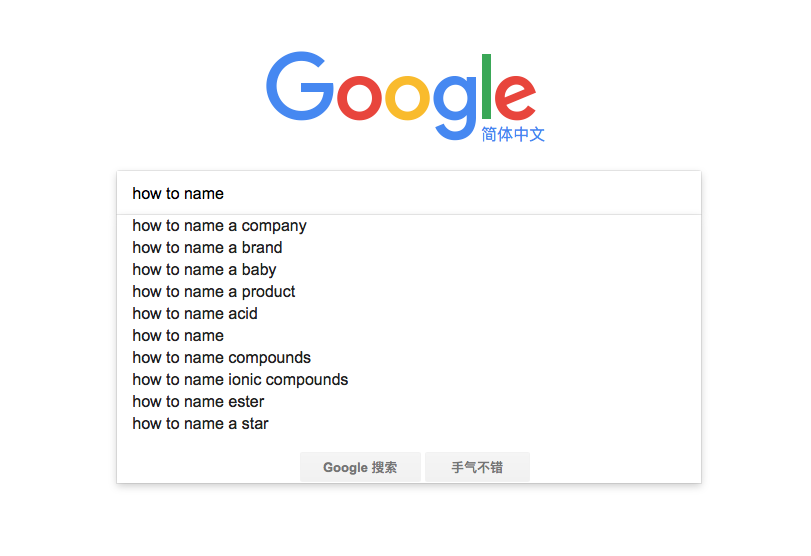 Google
简体中文
how to name
how to name a company
how to name a brand
how to name a baby
how to name a product
how to name acid
how to name
how to name compounds
how to name ionic compounds
how to name ester
how to name a star
Google 搜索 手气不错